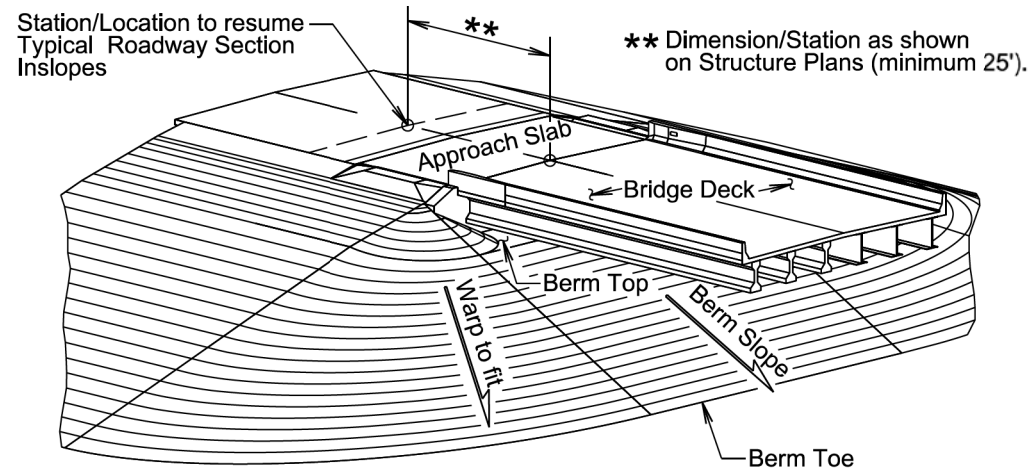 Station/Location to resume
Typical Roadway Section
Inslopes
**
** Dimension/Station as shown
on Structure Plans (minimum 25').
Approach Slab
Bridge Deck
Berm Top
Warp to fit
Berm Slope
Berm Toe